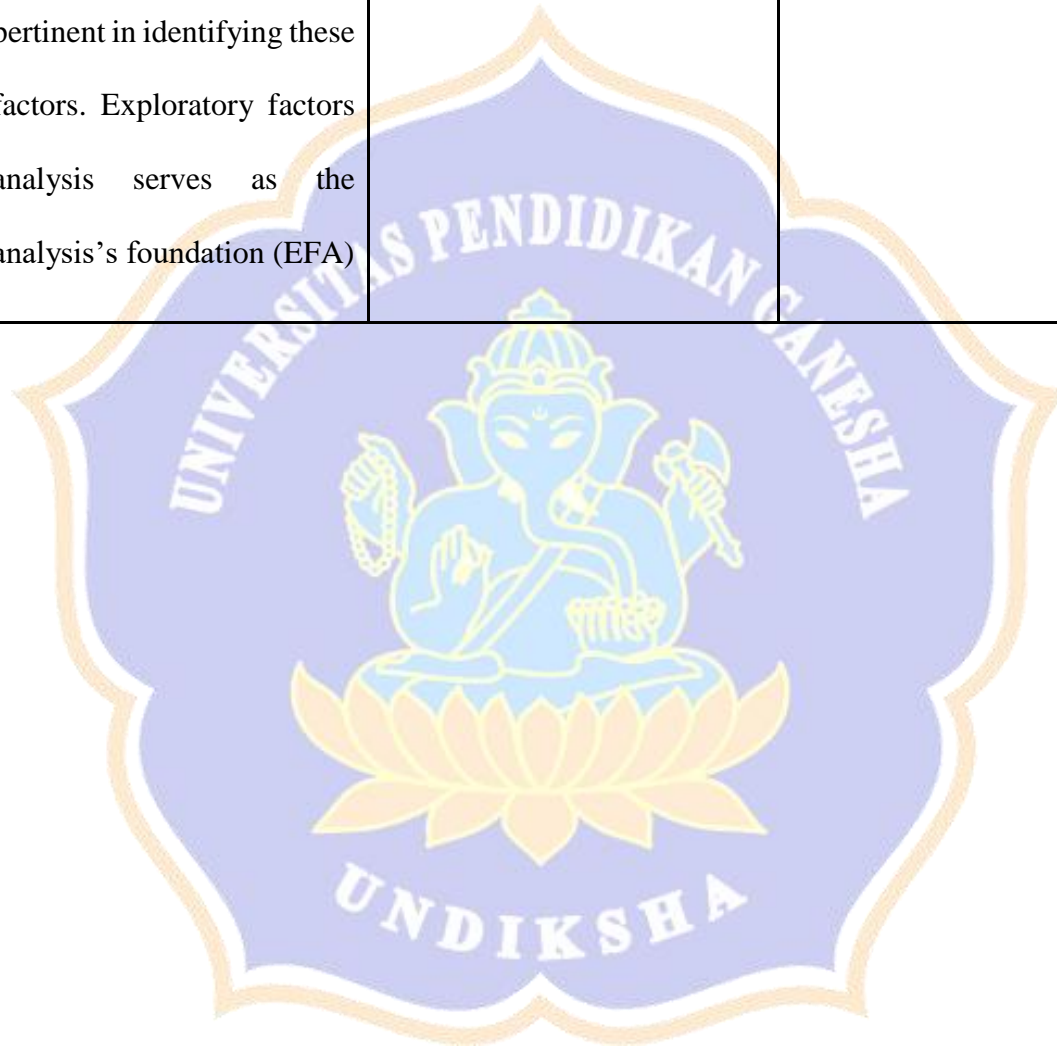 pertinent in identifying these
factors. Exploratory factors
analysis serves as the
analysis’s foundation (EFA)
UNIVERSITAS PENDIDIKAN GANESHA
UNDIKSHA